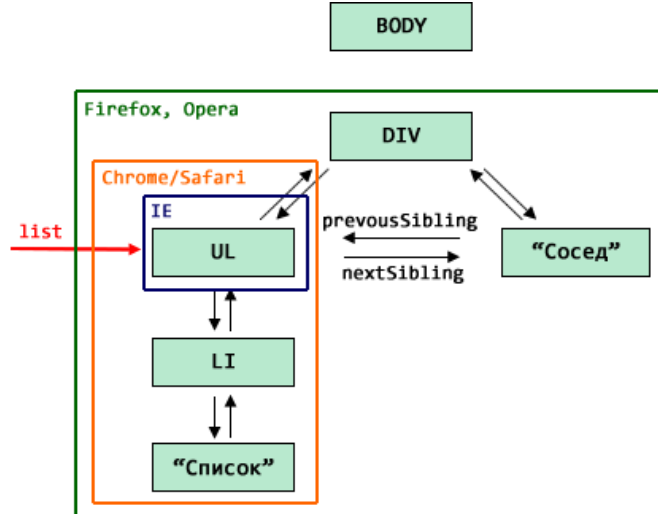 BODY
Firefox, Opera
DIV
Chrome/Safari
IE
list
UL
prevousSibling
nextSibling
“Сосед”
LI
“Список”